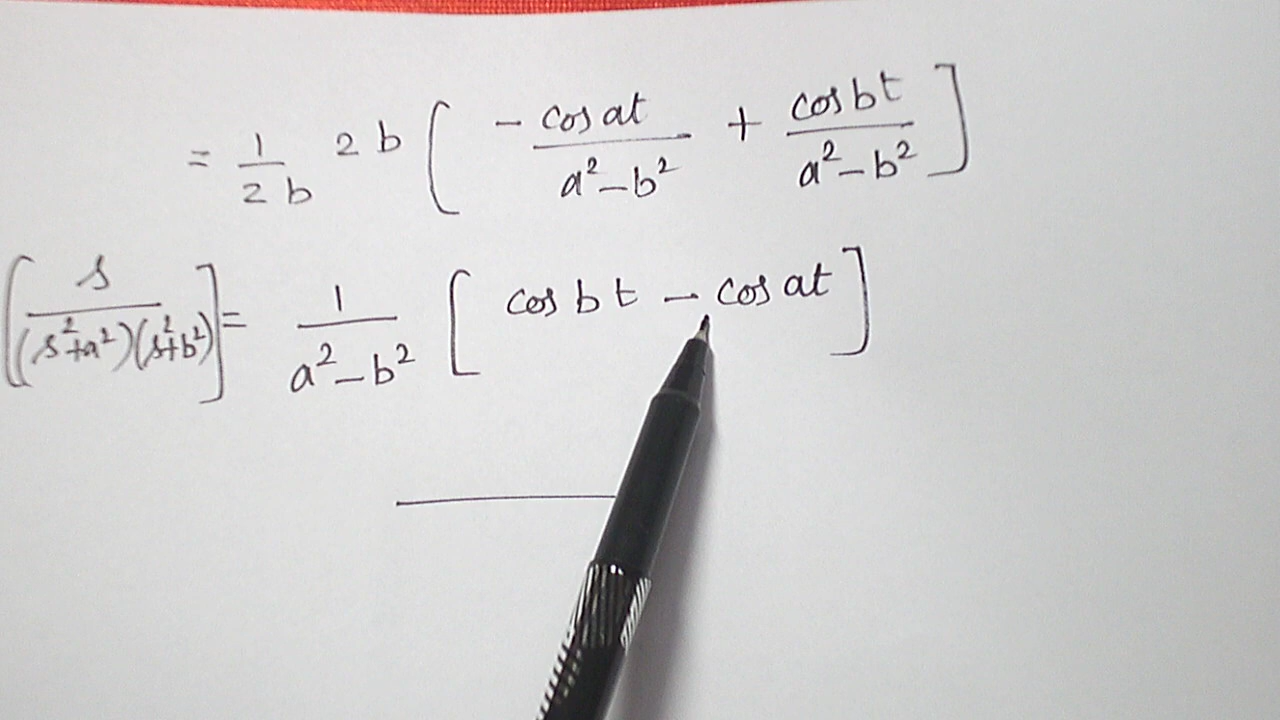 = 1/2b 2b [ -cos at/a²-b² + cos bt/a²-b² ]
[ s/(s²+a²)(s²+b²) ] = 1/a²-b² [ cos bt - cos at ]